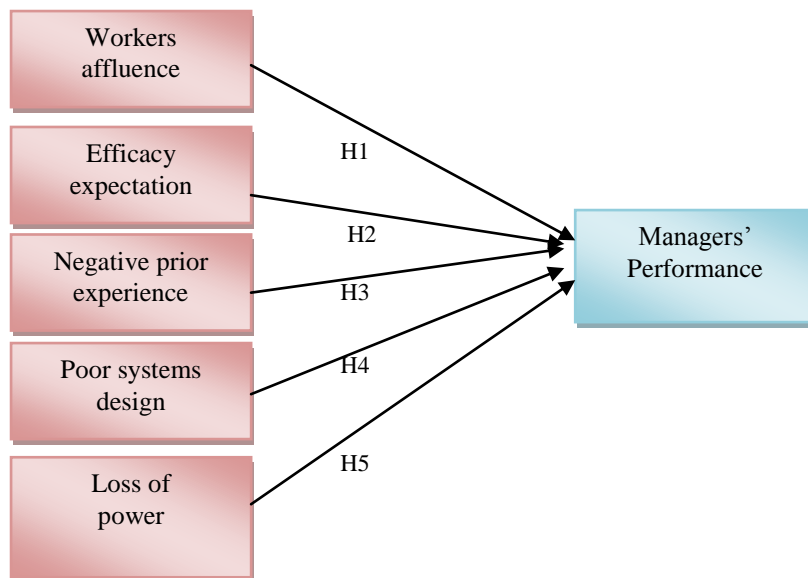 Workers
affluence
Efficacy
expectation
Negative prior
experience
Poor systems
design
Loss of
power
H1
H2
H3
H4
H5
Managers’
Performance